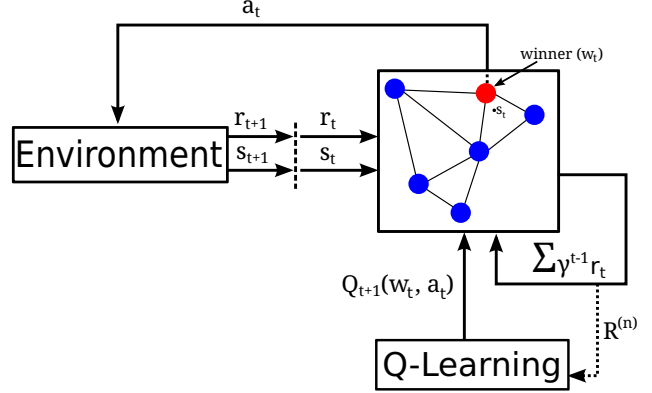 a_t
winner (w_t)
s_t
Environment
r_{t+1}
r_t
s_{t+1}
s_t
∑γ^{t-1}r_t
Q_{t+1}(w_t, a_t)
R^{(n)}
Q-Learning